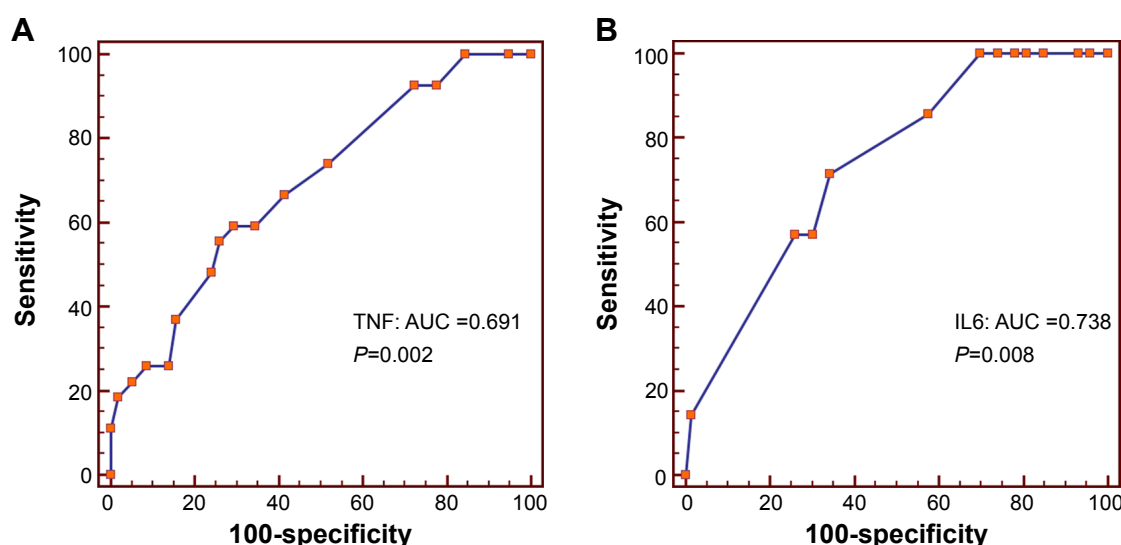 A
100
80
60
40
20
0
Sensitivity
TNF: AUC =0.691
P=0.002
0 20 40 60 80 100
100-specificity
B
100
80
60
40
20
0
Sensitivity
IL6: AUC =0.738
P=0.008
0 20 40 60 80 100
100-specificity